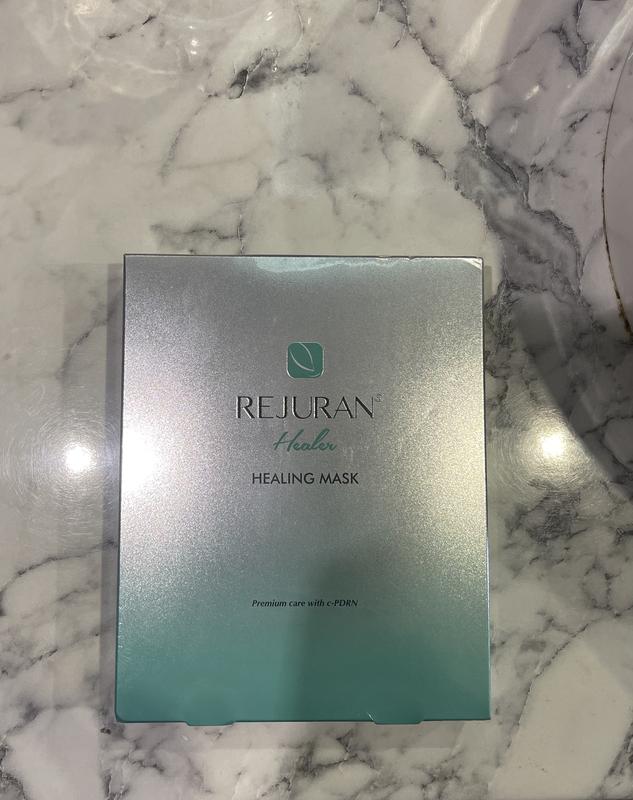 REJURAN®
Healer
HEALING MASK
Premium care with c-PDRN